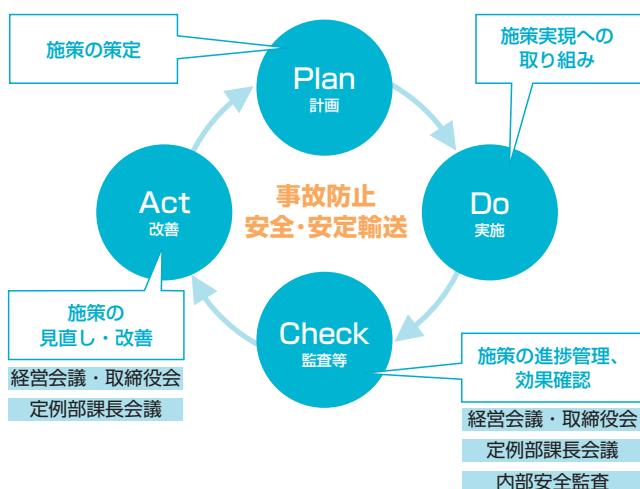 施策の策定
Plan
計画
施策実現への
取り組み
Do
実施
事故防止
安全・安定輸送
Act
改善
施策の
見直し・改善
経営会議・取締役会
定例部課長会議
Check
監査等
施策の進捗管理、
効果確認
経営会議・取締役会
定例部課長会議
内部安全監査